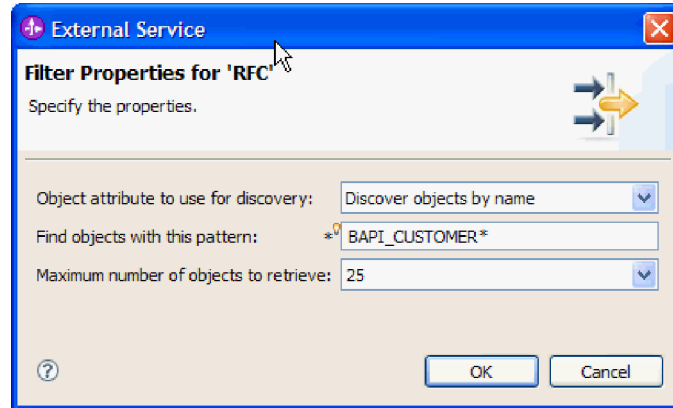 External Service
Filter Properties for 'RFC'
Specify the properties.
Object attribute to use for discovery: Discover objects by name
Find objects with this pattern: * BAPI_CUSTOMER*
Maximum number of objects to retrieve: 25
? OK Cancel